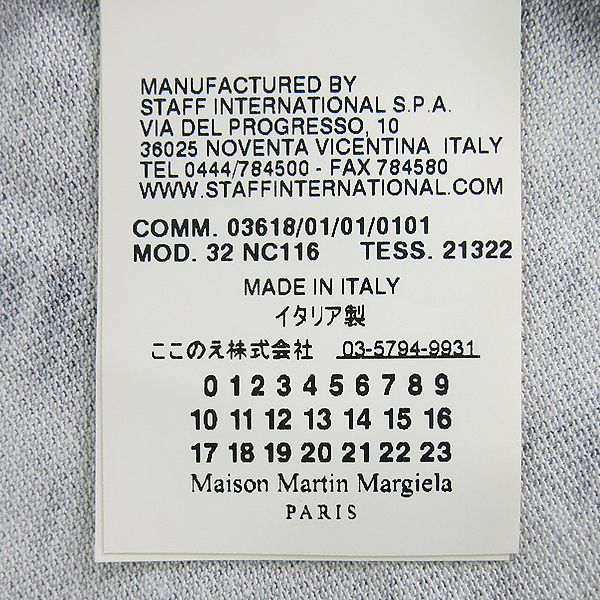 MANUFACTURED BY
STAFF INTERNATIONAL S.P.A.
VIA DEL PROGRESSO, 10
36025 NOVENTA VICENTINA ITALY
TEL 0444/784500 - FAX 784580
WWW.STAFFINTERNATIONAL.COM
COMM. 03618/01/01/0101
MOD. 32 NC116 TESS. 21322
MADE IN ITALY
イタリア製
ここのえ株式会社 03-5794-9931
0 1 2 3 4 5 6 7 8 9
10 11 12 13 14 15 16
17 18 19 20 21 22 23
Maison Martin Margiela
PARIS